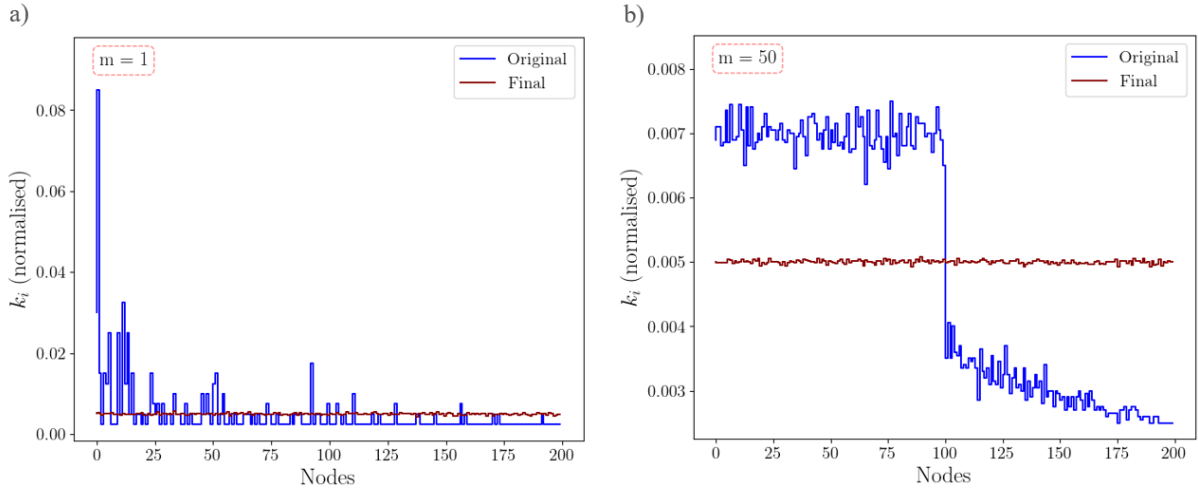 a)
m = 1
Original
Final
k_i (normalised)
0.08
0.06
0.04
0.02
0.00
0 25 50 75 100 125 150 175 200
Nodes
b)
m = 50
Original
Final
k_i (normalised)
0.008
0.007
0.006
0.005
0.004
0.003
0 25 50 75 100 125 150 175 200
Nodes